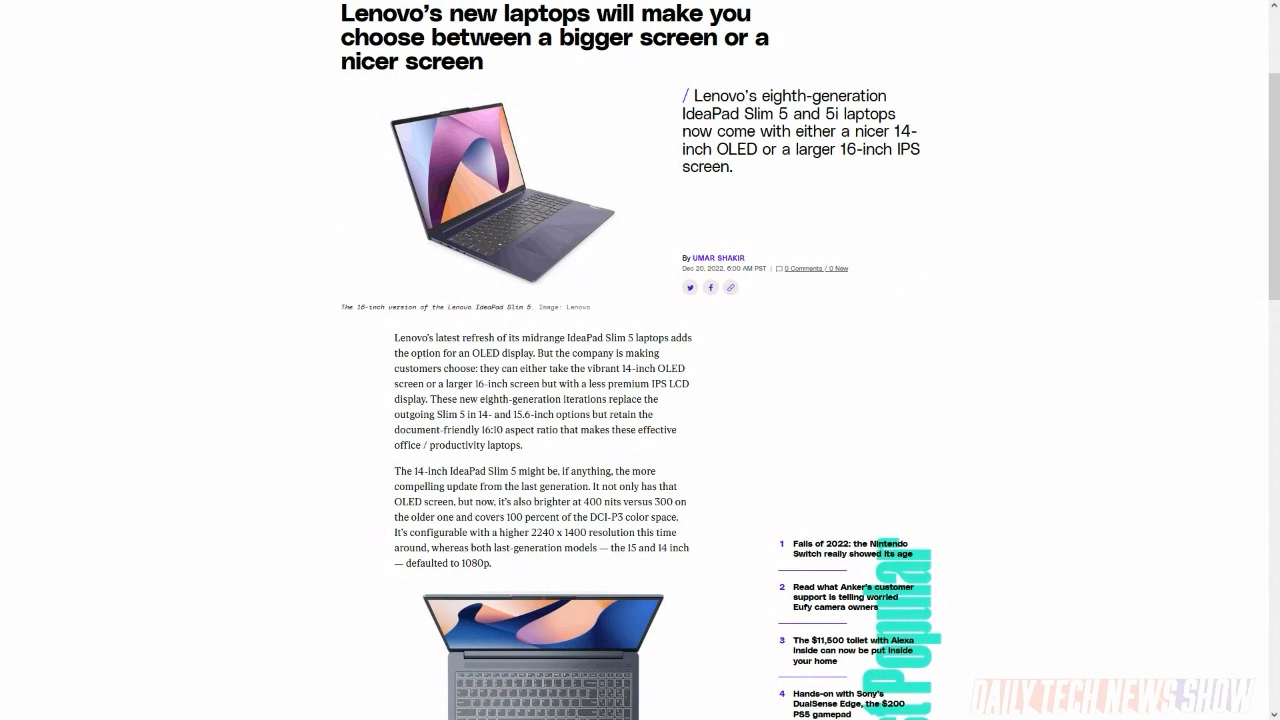 Lenovo's new laptops will make you
choose between a bigger screen or a
nicer screen
/ Lenovo's eighth-generation
IdeaPad Slim 5 and 5i laptops
now come with either a nicer 14-
inch OLED or a larger 16-inch IPS
screen.
By UMAR SHAKIR
Dec 20, 2022, 6:00 AM PST | 0 Comments / 0 New
The 16-inch version of the Lenovo IdeaPad Slim 5. Image: Lenovo
Lenovo's latest refresh of its midrange IdeaPad Slim 5 laptops adds
the option for an OLED display. But the company is making
customers choose: they can either take the vibrant 14-inch OLED
screen or a larger 16-inch screen but with a less premium IPS LCD
display. These new eighth-generation iterations replace the
outgoing Slim 5 in 14- and 15.6-inch options but retain the
document-friendly 16:10 aspect ratio that makes these effective
office / productivity laptops.
The 14-inch IdeaPad Slim 5 might be, if anything, the more
compelling update from the last generation. It not only has that
OLED screen, but now, it's also brighter at 400 nits versus 300 on
the older one and covers 100 percent of the DCI-P3 color space.
It's configurable with a higher 2240 x 1400 resolution this time
around, whereas both last-generation models — the 15 and 14 inch
— defaulted to 1080p.
1 Fails of 2022: the Nintendo
Switch really showed its age
2 Read what Anker's customer
support is telling worried
Eufy camera owners
3 The $11,500 toilet with Alexa
inside can now be put inside
your home
4 Hands-on with Sony's
DualSense Edge, the $200
PS5 gamepad
t Popular
DAILY TECH NEWS SHOW